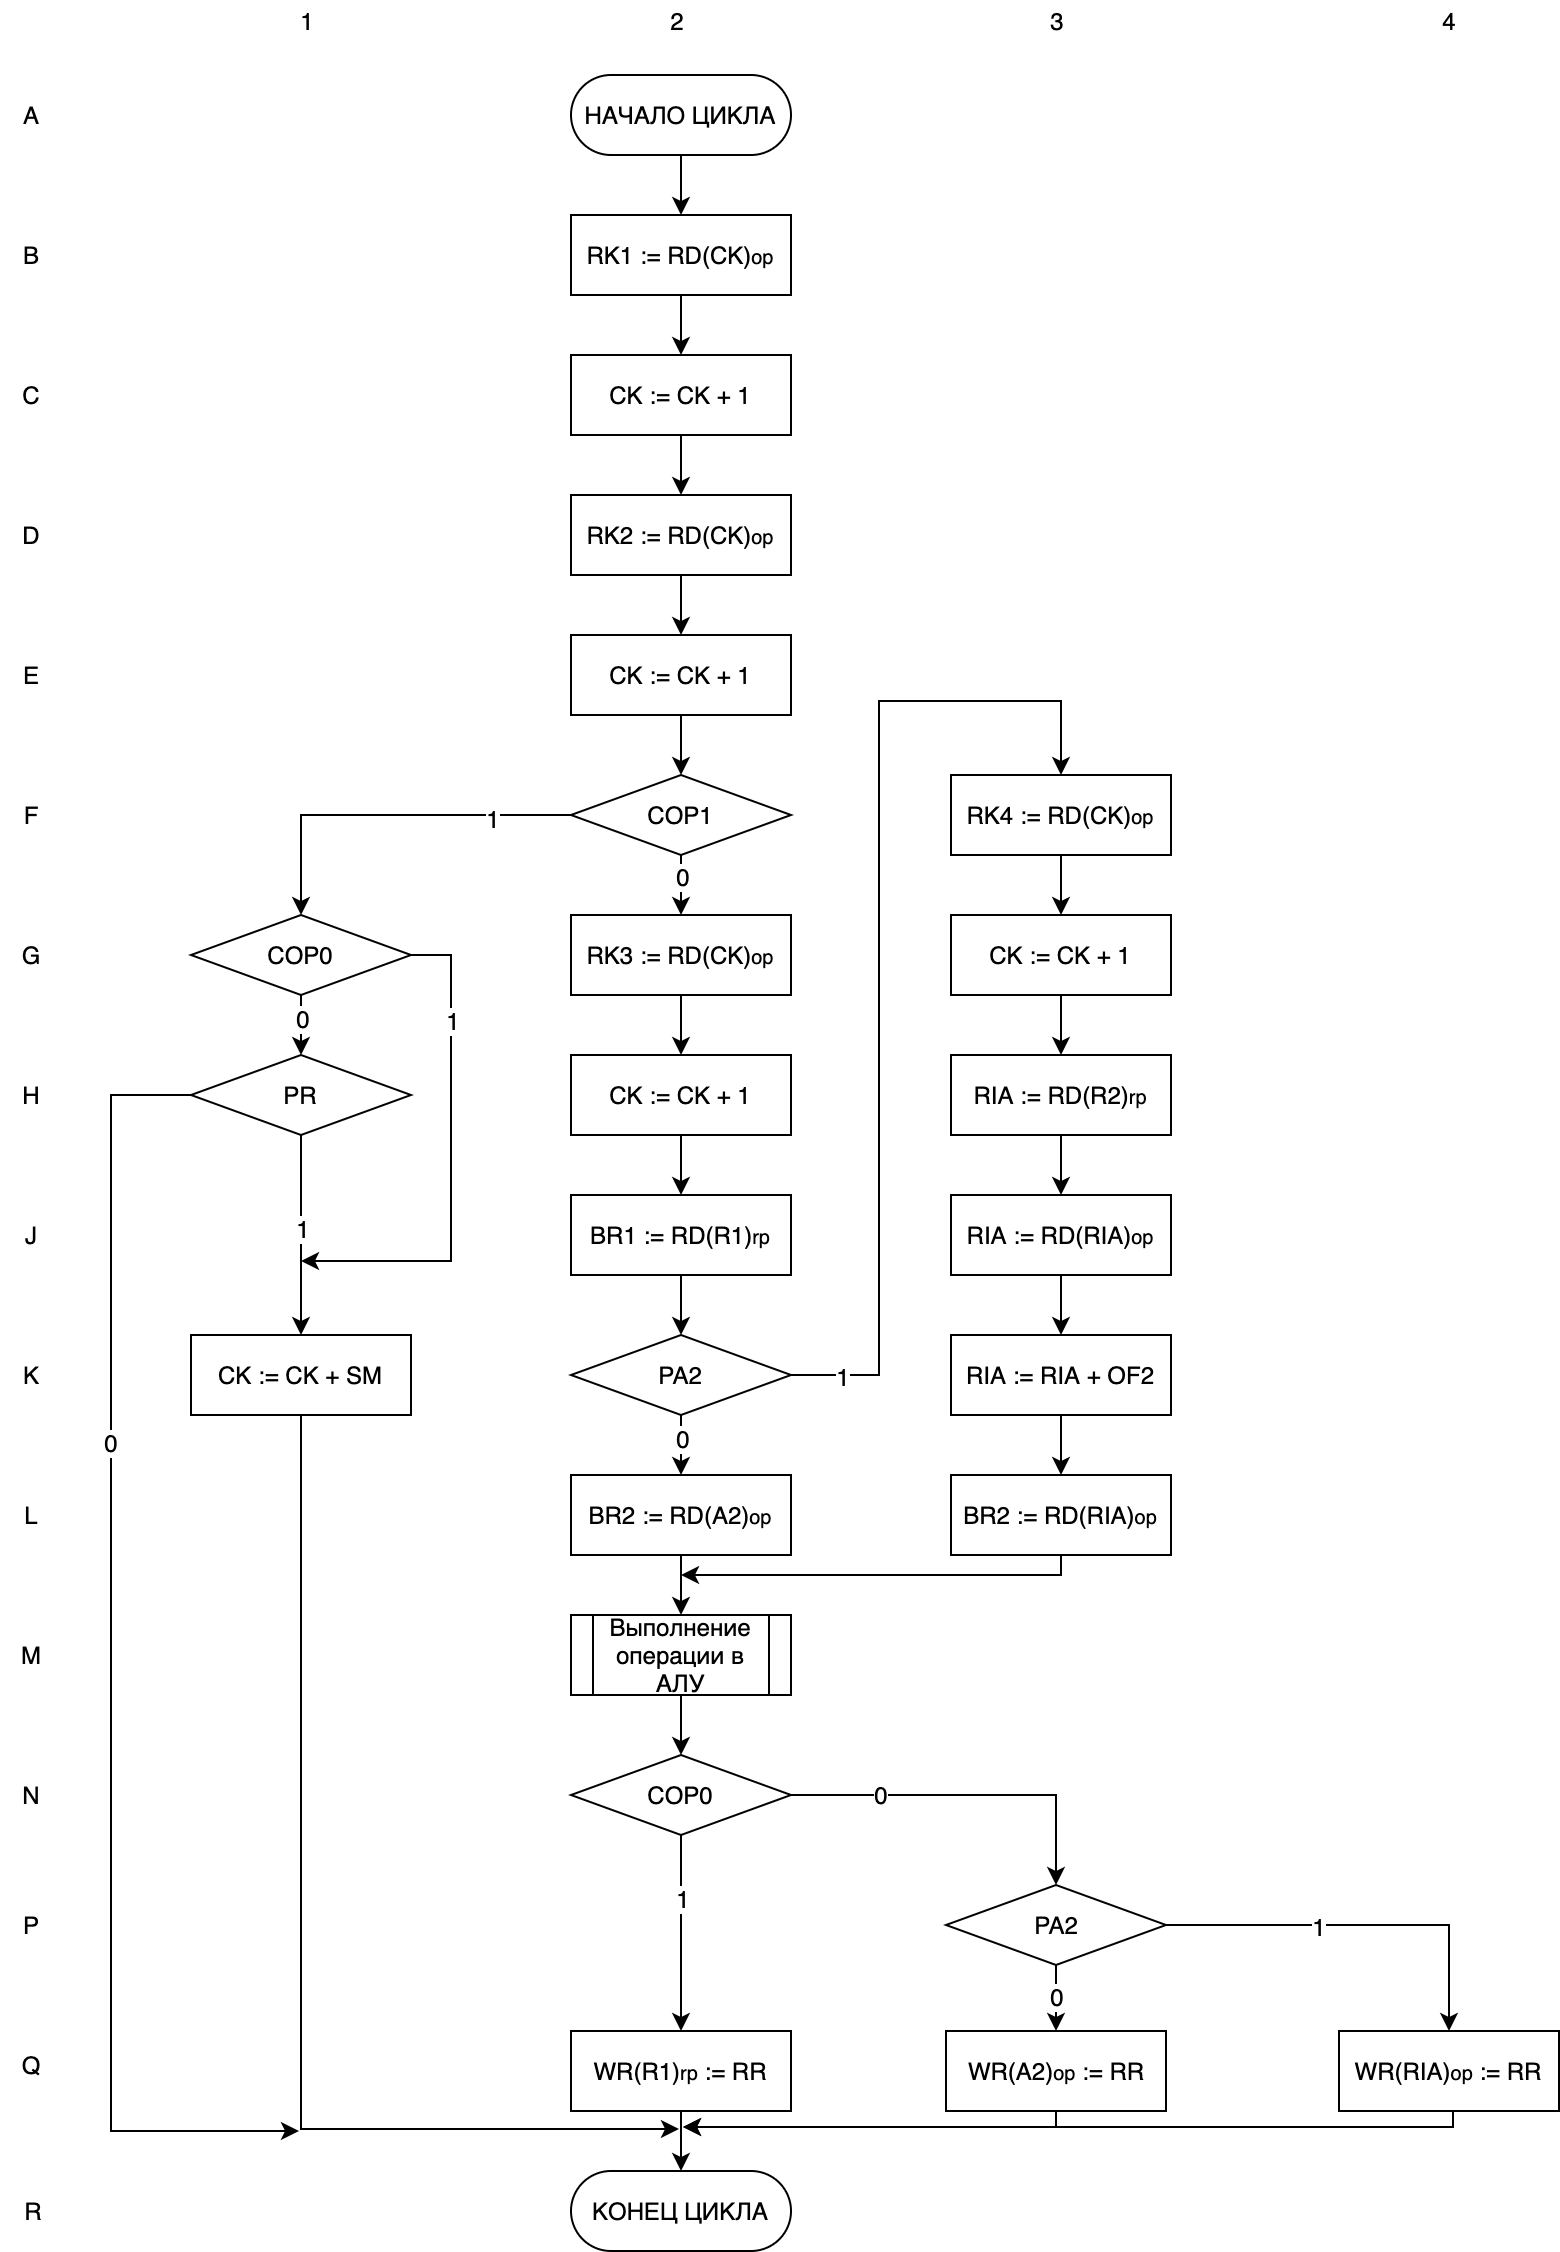 1 2 3 4
A НАЧАЛО ЦИКЛА
B RK1 := RD(CK)op
C CK := CK + 1
D RK2 := RD(CK)op
E CK := CK + 1
F 1 COP1 RK4 := RD(CK)op
0
G COP0 RK3 := RD(CK)op CK := CK + 1
0 1
H PR CK := CK + 1 RIA := RD(R2)rp
1
J BR1 := RD(R1)rp RIA := RD(RIA)op
K CK := CK + SM PA2 1 RIA := RIA + OF2
0 0
L BR2 := RD(A2)op BR2 := RD(RIA)op
M Выполнение
операции в
АЛУ
N COP0 0
1
P PA2 1
0
Q WR(R1)rp := RR WR(A2)op := RR WR(RIA)op := RR
R КОНЕЦ ЦИКЛА